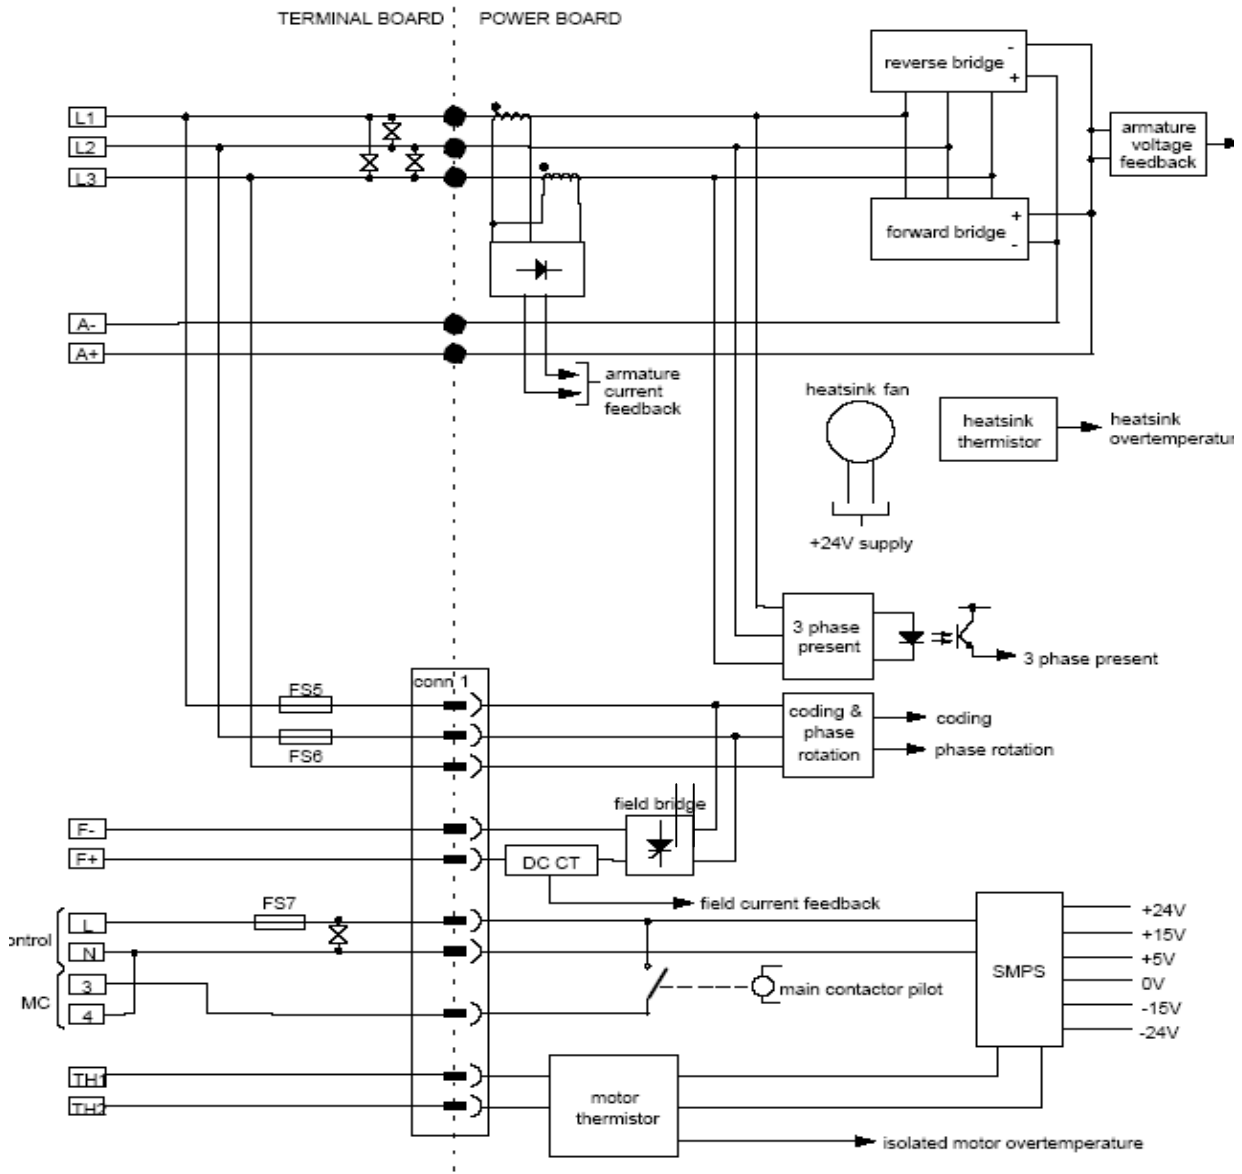 TERMINAL BOARD
POWER BOARD
reverse bridge
-
+
L1
L2
L3
armature
voltage
feedback
forward bridge
+
-
A-
A+
armature
current
feedback
heatsink fan
+24V supply
heatsink
thermistor
heatsink
overtemperatur
3 phase
present
3 phase present
conn 1
FS5
FS6
coding &
phase
rotation
coding
phase rotation
field bridge
F-
F+
DC CT
field current feedback
FS7
ontrol
L
N
MC
3
4
main contactor pilot
SMPS
+24V
+15V
+5V
0V
-15V
-24V
TH1
TH2
motor
thermistor
isolated motor overtemperature